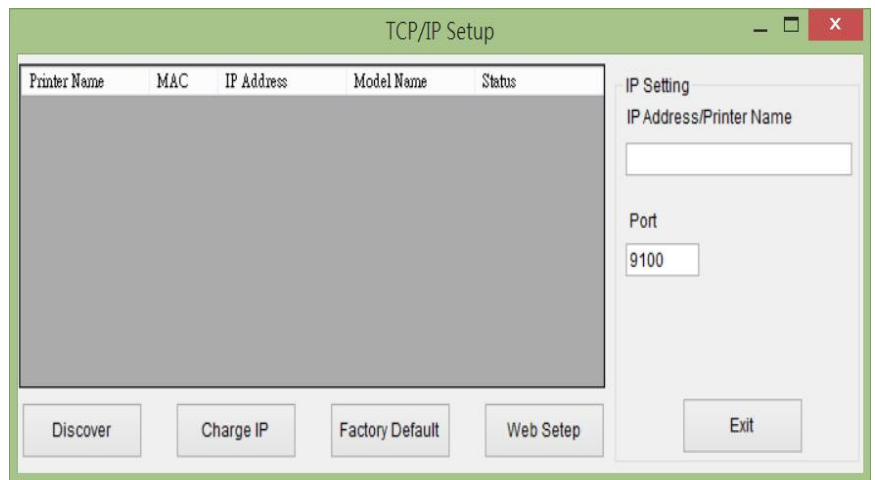 TCP/IP Setup
Printer Name MAC IP Address Model Name Status
IP Setting
IP Address/Printer Name
Port
9100
Discover Charge IP Factory Default Web Setep Exit